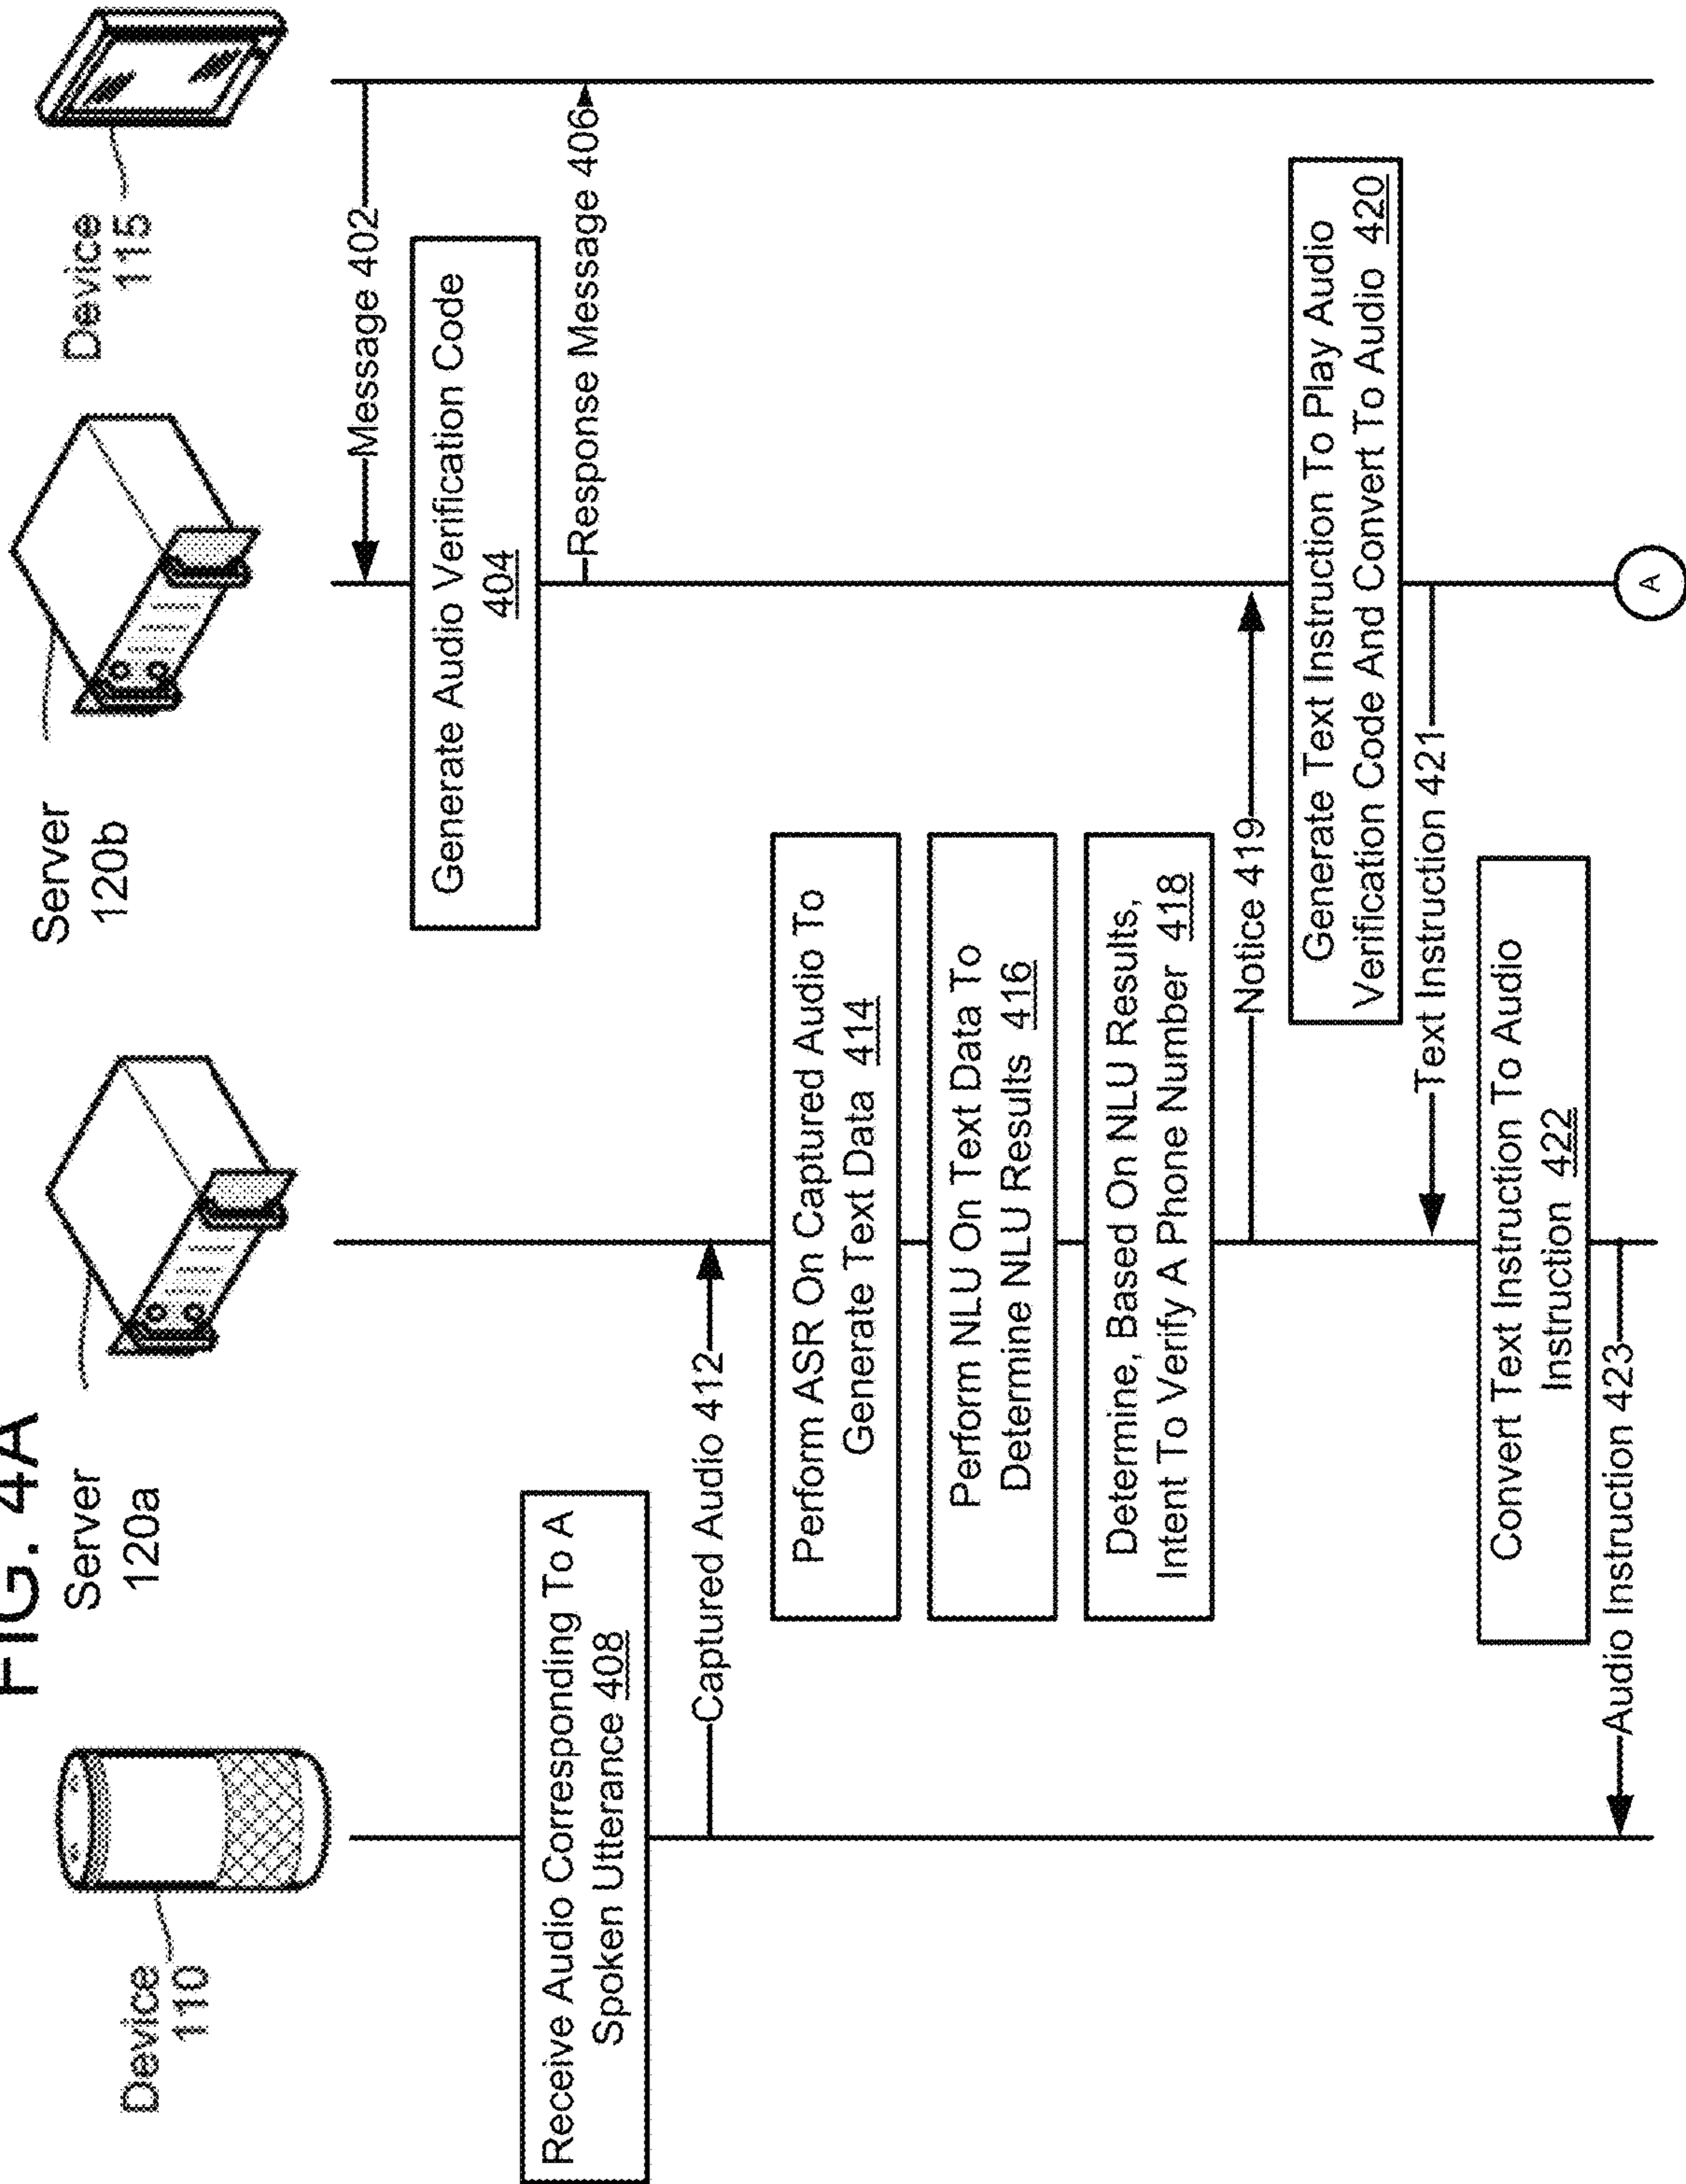 FIG. 4A
Device
110
Server
120a
Server
120b
Device
115
Message 402
Generate Audio Verification Code
404
Response Message 406
Receive Audio Corresponding To A
Spoken Utterance 408
Captured Audio 412
Perform ASR On Captured Audio To
Generate Text Data 414
Perform NLU On Text Data To
Determine NLU Results 416
Determine, Based On NLU Results,
Intent To Verify A Phone Number 418
Notice 419
Generate Text Instruction To Play Audio
Verification Code And Convert To Audio 420
Text Instruction 421
Convert Text Instruction To Audio
Instruction 422
Audio Instruction 423
A